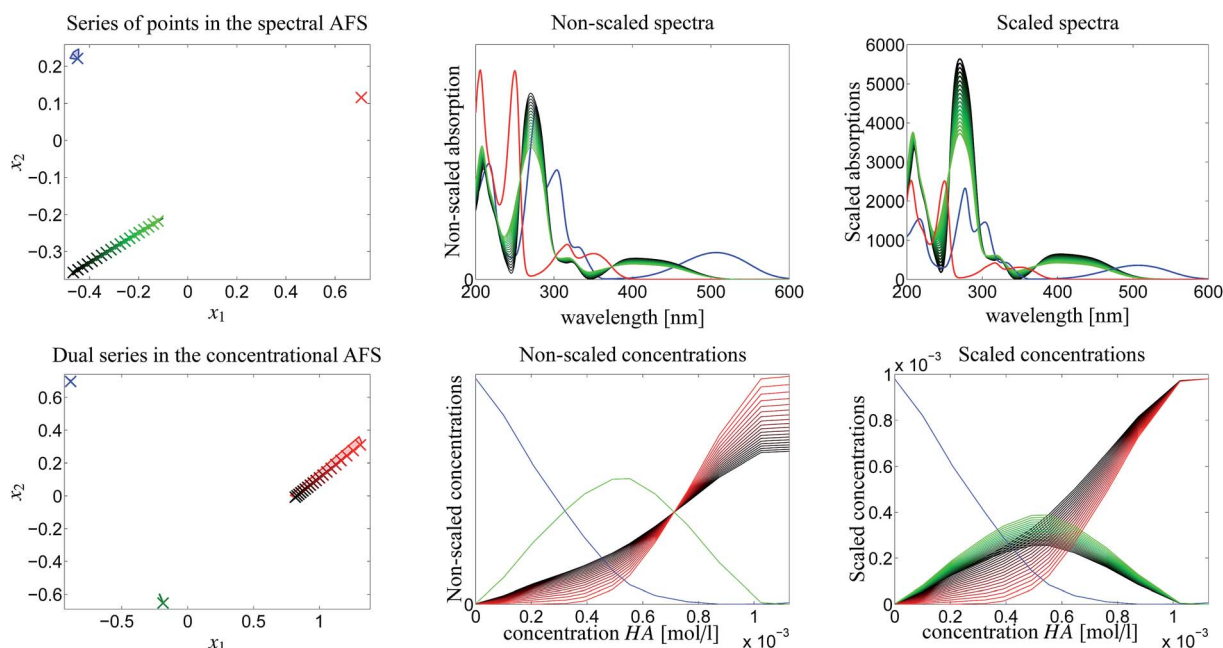 Series of points in the spectral AFS
Non-scaled spectra
Scaled spectra
x2
0.2
0.1
0
−0.1
−0.2
−0.3
−0.4 −0.2 0 0.2 0.4 0.6
x1
Non-scaled absorption
0
200 300 400 500 600
wavelength [nm]
Scaled absorptions
6000
5000
4000
3000
2000
1000
0
200 300 400 500 600
wavelength [nm]
Dual series in the concentrational AFS
Non-scaled concentrations
Scaled concentrations
x2
0.6
0.4
0.2
0
−0.2
−0.4
−0.6
−0.5 0 0.5 1
x1
Non-scaled concentrations
0
0 0.2 0.4 0.6 0.8 1
concentration HA [mol/l]
x 10−3
x 10−3
Scaled concentrations
1
0.8
0.6
0.4
0.2
0
0 0.2 0.4 0.6 0.8 1
concentration HA [mol/l]
x 10−3